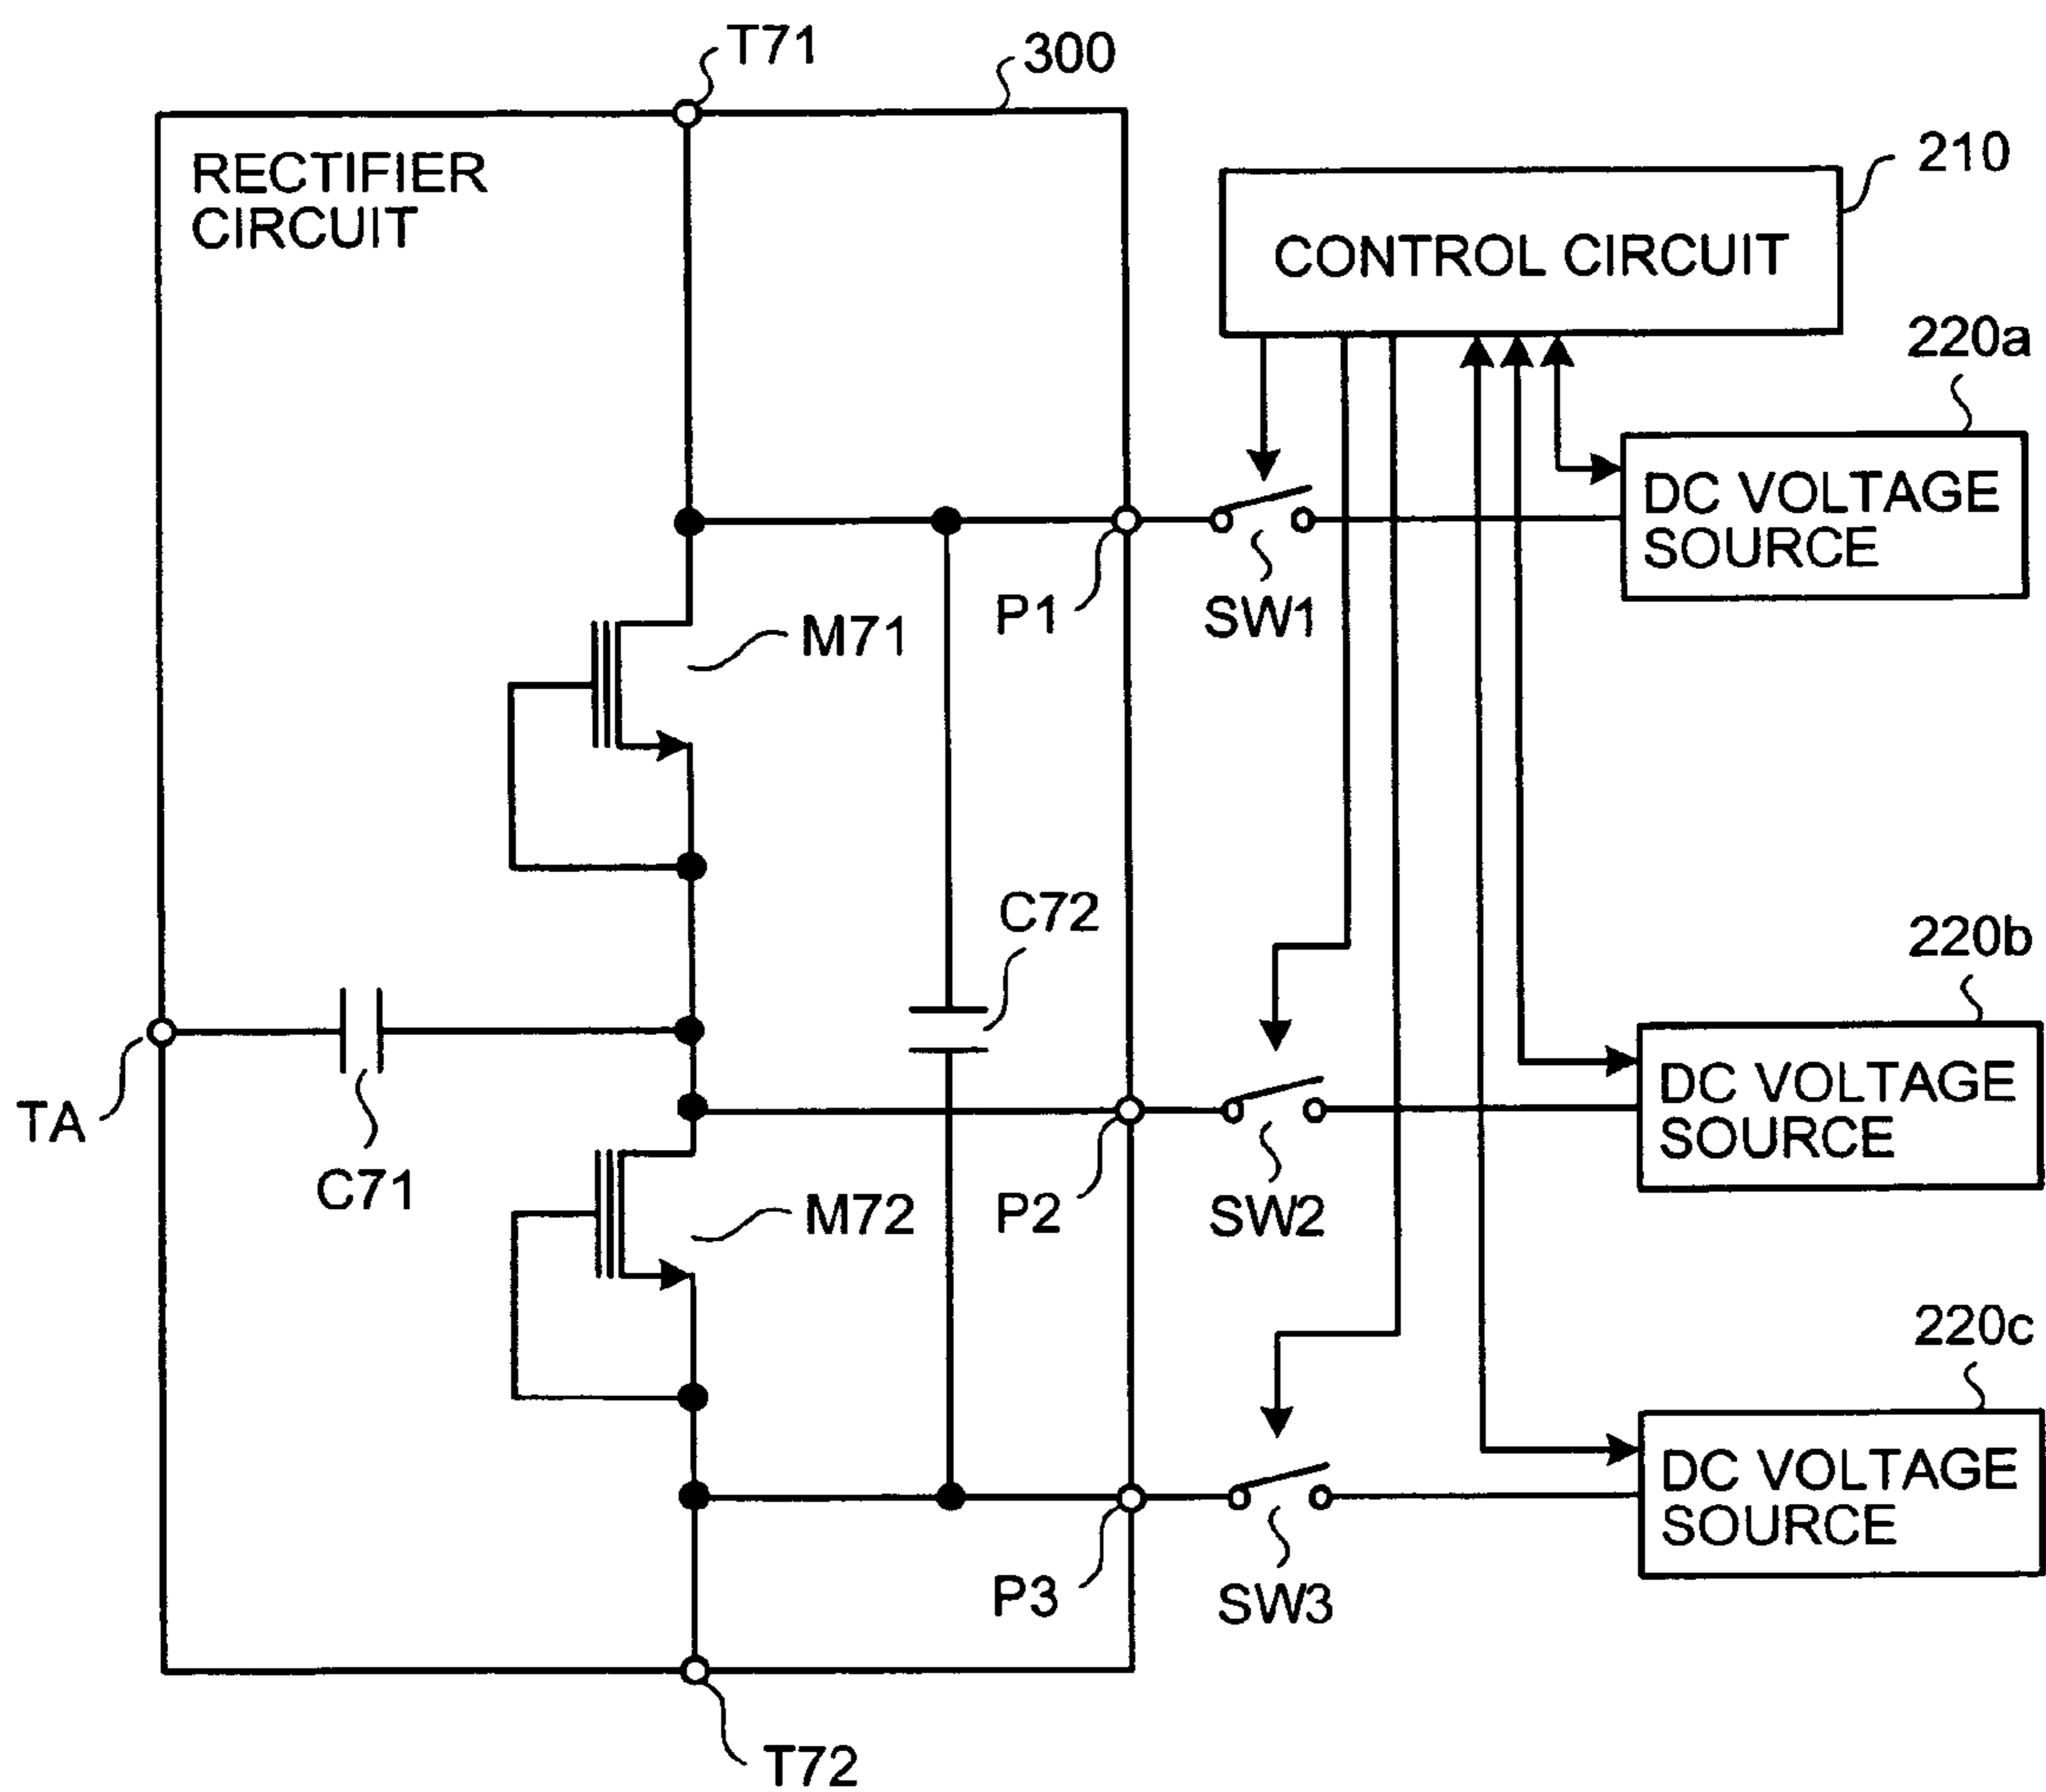 T71
300
RECTIFIER
CIRCUIT
210
CONTROL CIRCUIT
220a
DC VOLTAGE
SOURCE
P1
SW1
M71
C72
220b
DC VOLTAGE
SOURCE
TA
C71
M72
P2
SW2
220c
DC VOLTAGE
SOURCE
P3
SW3
T72